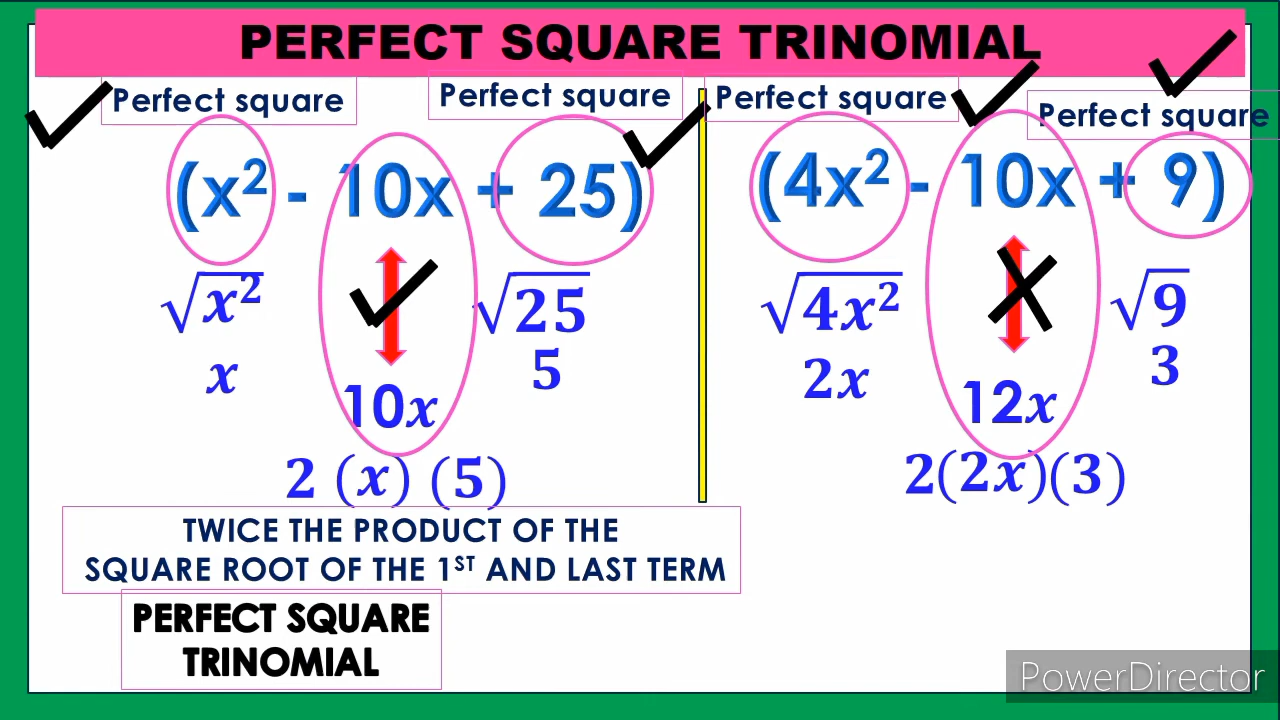 PERFECT SQUARE TRINOMIAL
Perfect square
Perfect square
(x² - 10x + 25)
√x²
√25
x
5
10x
2 (x) (5)
TWICE THE PRODUCT OF THE
SQUARE ROOT OF THE 1ST AND LAST TERM
PERFECT SQUARE
TRINOMIAL
Perfect square
Perfect square
(4x² - 10x + 9)
√4x²
√9
2x
3
12x
2(2x)(3)
PowerDirector